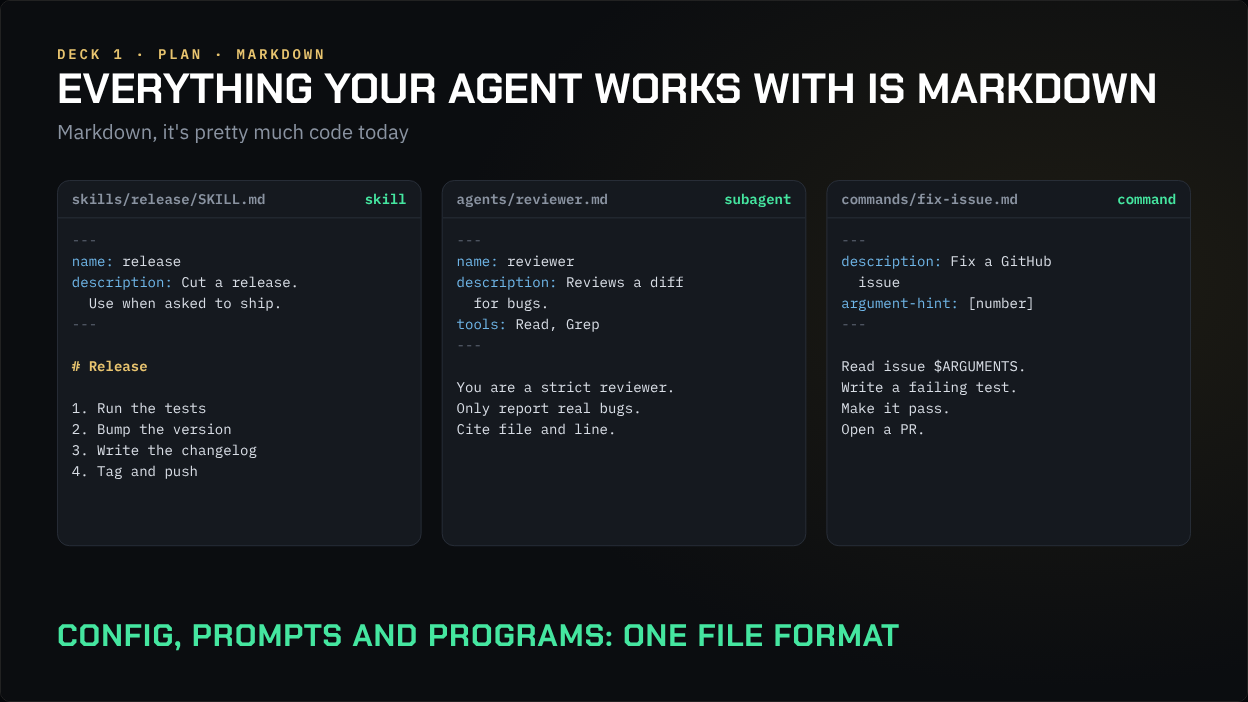 DECK 1 · PLAN · MARKDOWN
EVERYTHING YOUR AGENT WORKS WITH IS MARKDOWN
Markdown, it's pretty much code today
skills/release/SKILL.md skill
---
name: release
description: Cut a release.
  Use when asked to ship.
---
# Release
1. Run the tests
2. Bump the version
3. Write the changelog
4. Tag and push
agents/reviewer.md subagent
---
name: reviewer
description: Reviews a diff
  for bugs.
tools: Read, Grep
---
You are a strict reviewer.
Only report real bugs.
Cite file and line.
commands/fix-issue.md command
---
description: Fix a GitHub
  issue
argument-hint: [number]
---
Read issue $ARGUMENTS.
Write a failing test.
Make it pass.
Open a PR.
CONFIG, PROMPTS AND PROGRAMS: ONE FILE FORMAT